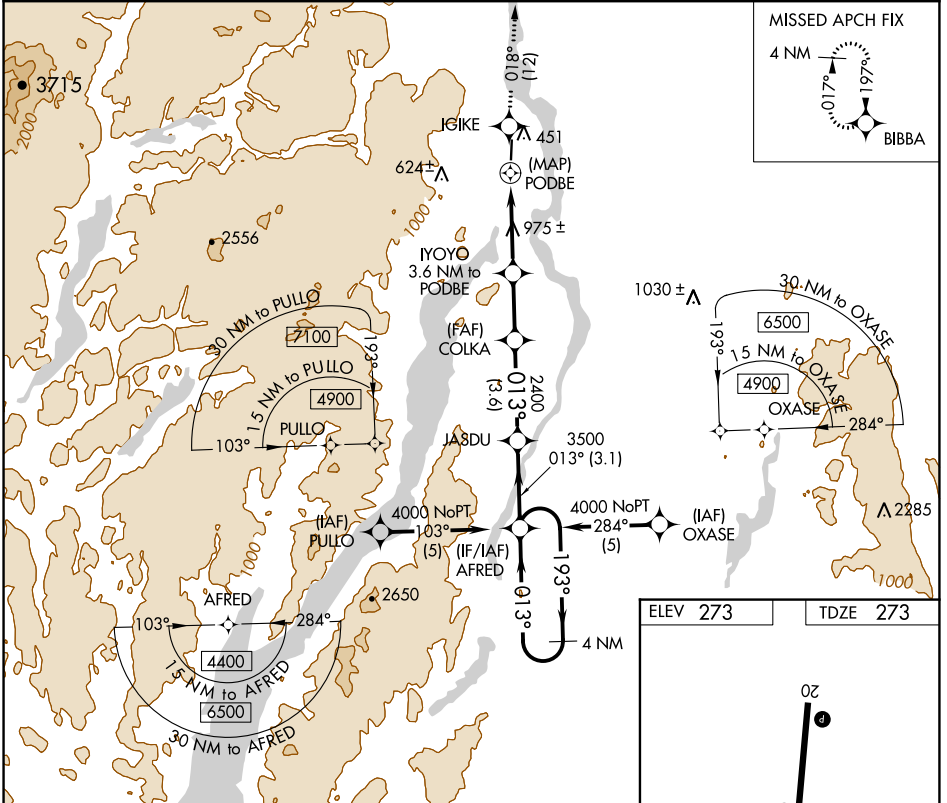 MISSED APCH FIX
4 NM
017°
197°
BIBBA
018°
(12)
3715
2000
IGIKE
451
624±
(MAP)
PODBE
1000
2556
975 ±
IYOYO
3.6 NM to
PODBE
1030 ±
30 NM to PULLO
7100
193°
15 NM to PULLO
4900
PULLO
103°
(FAF)
COLKA
30 NM to OXASE
6500
193°
15 NM to OXASE
4900
OXASE
284°
2400
013°
(3.6)
JASDU
3500
013° (3.1)
(IAF)
PULLO
4000 NoPT
103°
(5)
(IF/IAF)
AFRED
4000 NoPT
284°
(5)
(IAF)
OXASE
2285
1000
1000
013°
193°
4 NM
2650
AFRED
103°
284°
4400
15 NM to AFRED
6500
30 NM to AFRED
ELEV 273
TDZE 273
20
P